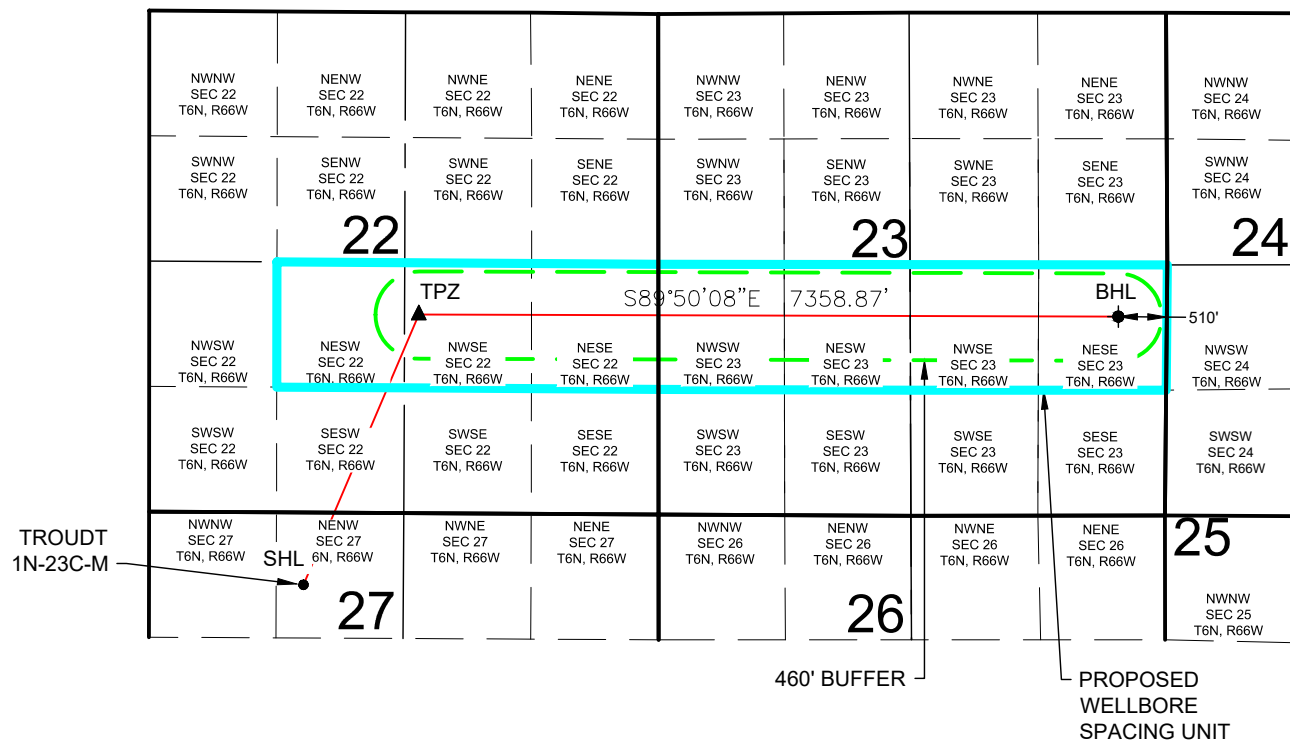 NWNW
SEC 22
T6N, R66W
NENW
SEC 22
T6N, R66W
NWNE
SEC 22
T6N, R66W
NENE
SEC 22
T6N, R66W
NWNW
SEC 23
T6N, R66W
NENW
SEC 23
T6N, R66W
NWNE
SEC 23
T6N, R66W
NENE
SEC 23
T6N, R66W
NWNW
SEC 24
T6N, R66W
SWNW
SEC 22
T6N, R66W
SENW
SEC 22
T6N, R66W
SWNE
SEC 22
T6N, R66W
SENE
SEC 22
T6N, R66W
SWNW
SEC 23
T6N, R66W
SENW
SEC 23
T6N, R66W
SWNE
SEC 23
T6N, R66W
SENE
SEC 23
T6N, R66W
SWNW
SEC 24
T6N, R66W
22
23
24
TPZ
S89°50'08"E 7358.87'
BHL
510'
NWSW
SEC 22
T6N, R66W
NESW
SEC 22
T6N, R66W
NWSE
SEC 22
T6N, R66W
NESE
SEC 22
T6N, R66W
NWSW
SEC 23
T6N, R66W
NESW
SEC 23
T6N, R66W
NWSE
SEC 23
T6N, R66W
NESE
SEC 23
T6N, R66W
NWSW
SEC 24
T6N, R66W
SWSW
SEC 22
T6N, R66W
SESW
SEC 22
T6N, R66W
SWSE
SEC 22
T6N, R66W
SESE
SEC 22
T6N, R66W
SWSW
SEC 23
T6N, R66W
SESW
SEC 23
T6N, R66W
SWSE
SEC 23
T6N, R66W
SESE
SEC 23
T6N, R66W
SWSW
SEC 24
T6N, R66W
NWNW
SEC 27
T6N, R66W
NENW
SEC 27
6N, R66W
NWNE
SEC 27
T6N, R66W
NENE
SEC 27
T6N, R66W
NWNW
SEC 26
T6N, R66W
NENW
SEC 26
T6N, R66W
NWNE
SEC 26
T6N, R66W
NENE
SEC 26
T6N, R66W
25
TROUDT
1N-23C-M
SHL
27
26
NWNW
SEC 25
T6N, R66W
460' BUFFER
PROPOSED
WELLBORE
SPACING UNIT